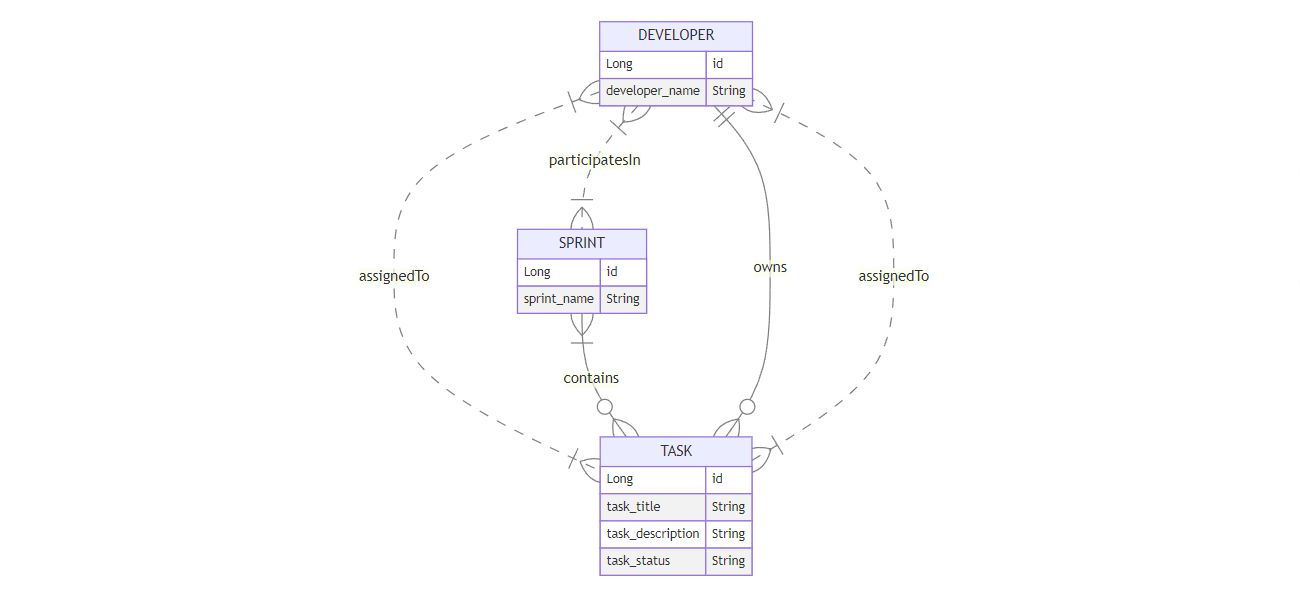 DEVELOPER
Long id
developer_name String
participatesIn
SPRINT
Long id
sprint_name String
owns
assignedTo
assignedTo
contains
TASK
Long id
task_title String
task_description String
task_status String